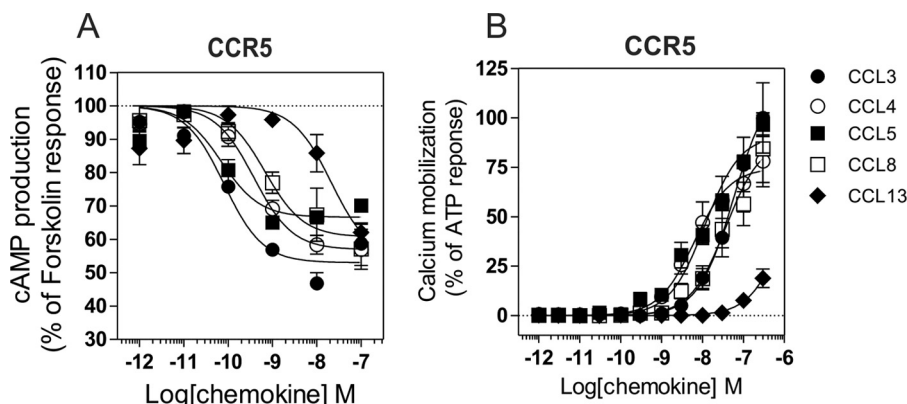 A
CCR5
cAMP production
(% of Forskolin response)
110
100
90
80
70
60
50
40
30
-12 -11 -10 -9 -8 -7
Log[chemokine] M
B
CCR5
Calcium mobilization
(% of ATP reponse)
125
100
75
50
25
0
-12 -11 -10 -9 -8 -7 -6
Log[chemokine] M
CCL3
CCL4
CCL5
CCL8
CCL13